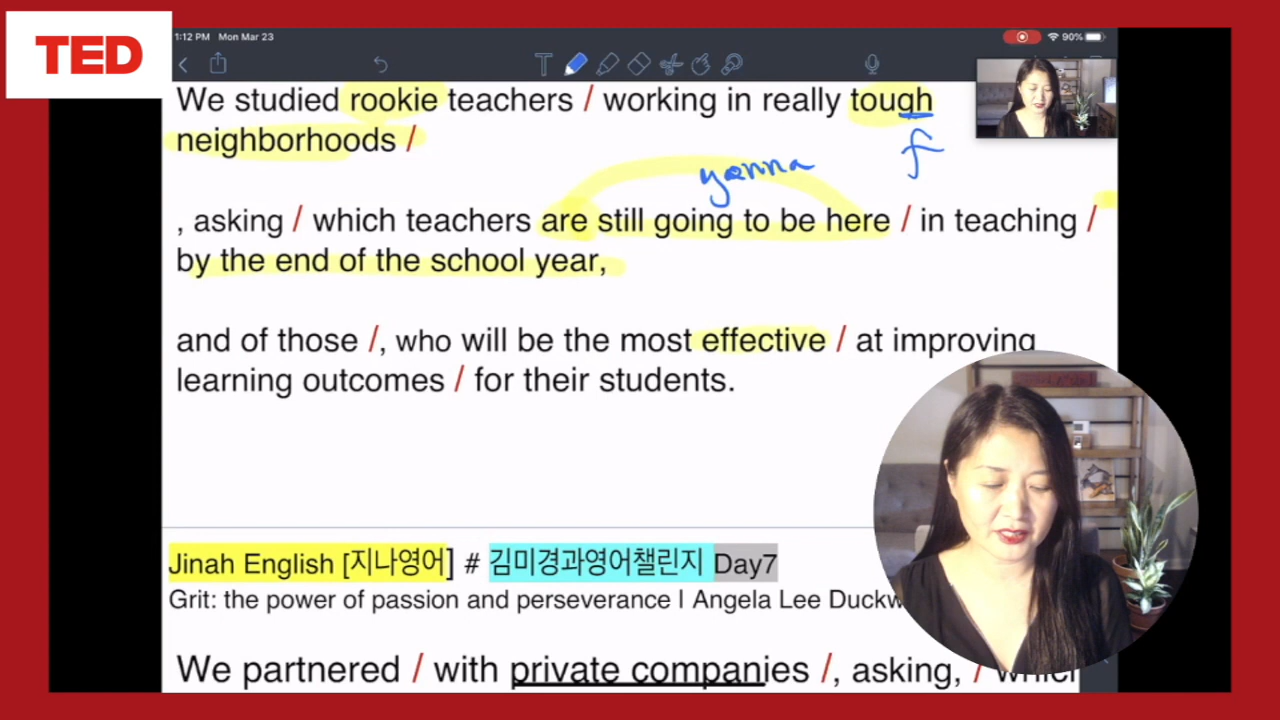 TED
1:12 PM Mon Mar 23
90%
We studied rookie teachers / working in really tough
neighborhoods /
f
gonna
, asking / which teachers are still going to be here / in teaching /
by the end of the school year,
and of those /, who will be the most effective / at improving
learning outcomes / for their students.
Jinah English [지나영어] # 김미경과영어챌린지 Day7
Grit: the power of passion and perseverance | Angela Lee
We partnered / with private companies /, asking, /